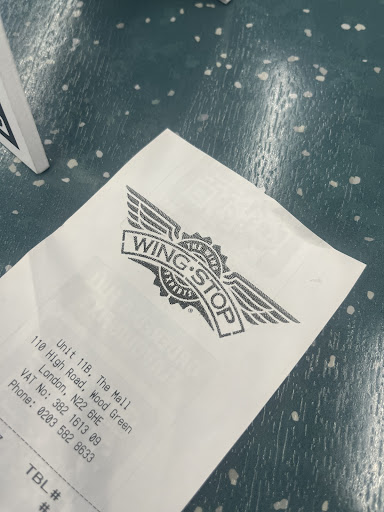 WING·STOP
®
Unit 11B, The Mall
110 High Road, Wood Green
London, N22 6HE
VAT No: 382 1613 09
Phone: 0203 582 8633
TBL#
#